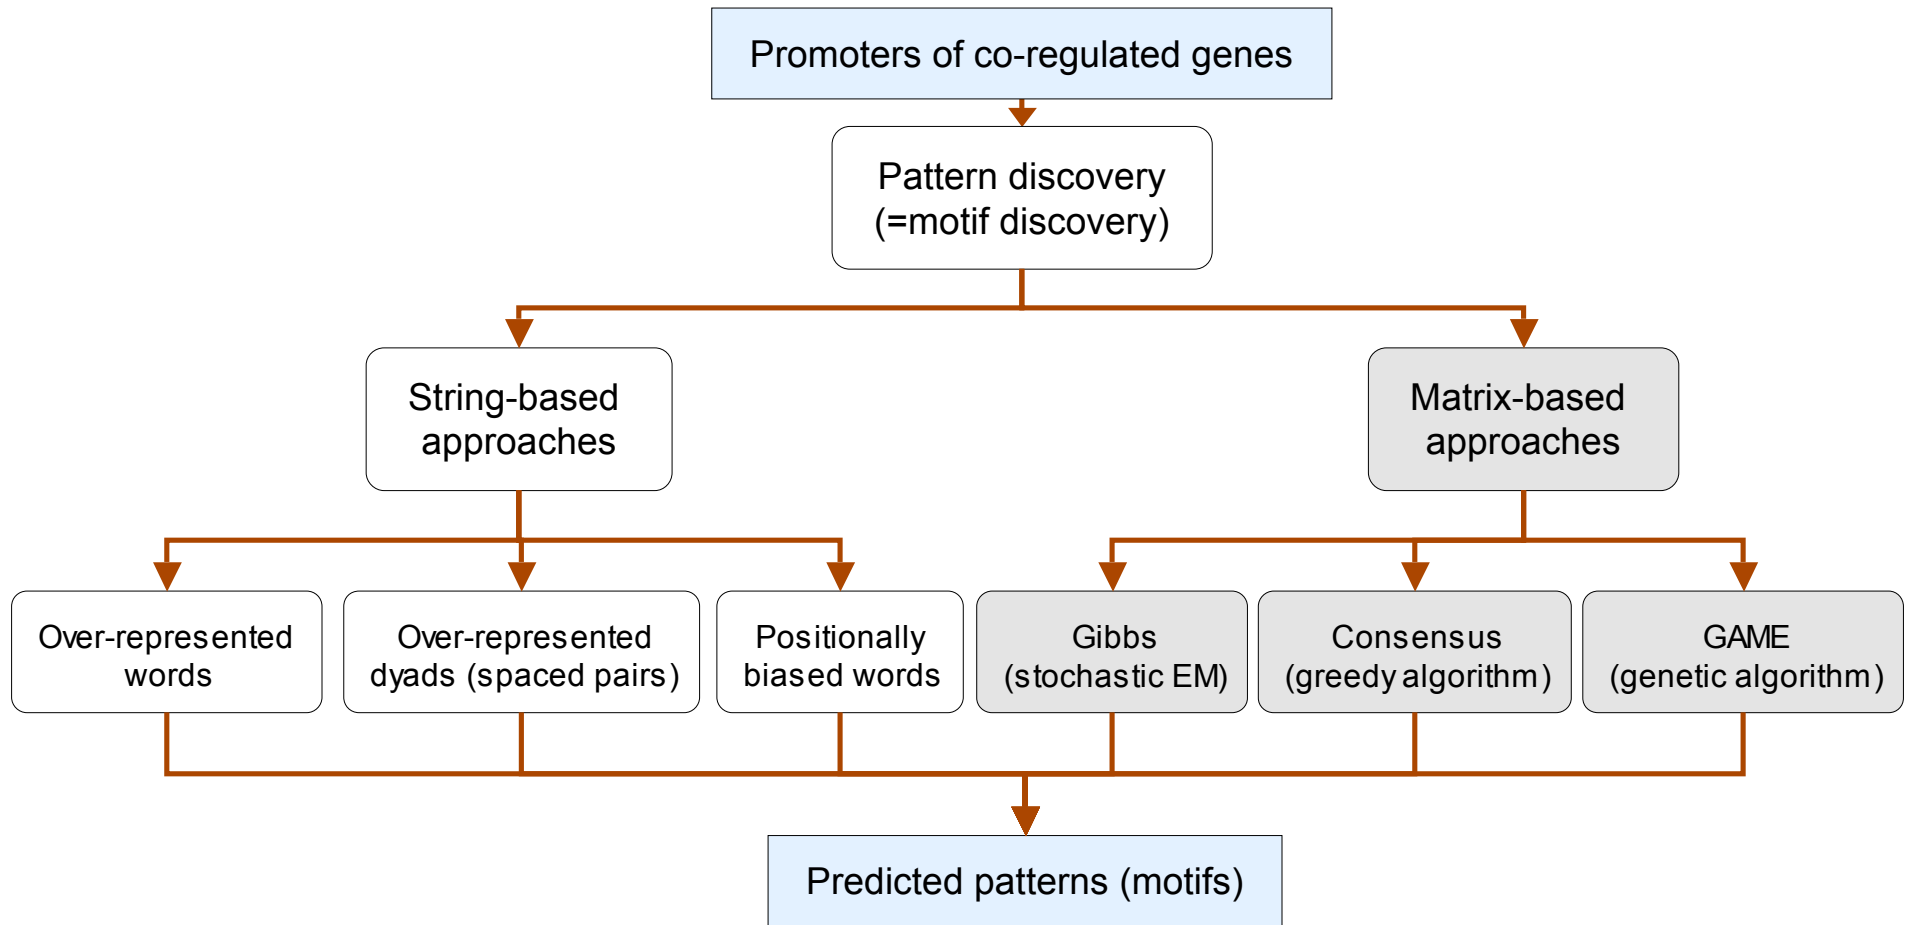 Promoters of co-regulated genes
Pattern discovery
(=motif discovery)
String-based
approaches
Matrix-based
approaches
Over-represented
words
Over-represented
dyads (spaced pairs)
Positionally
biased words
Gibbs
(stochastic EM)
Consensus
(greedy algorithm)
GAME
(genetic algorithm)
Predicted patterns (motifs)